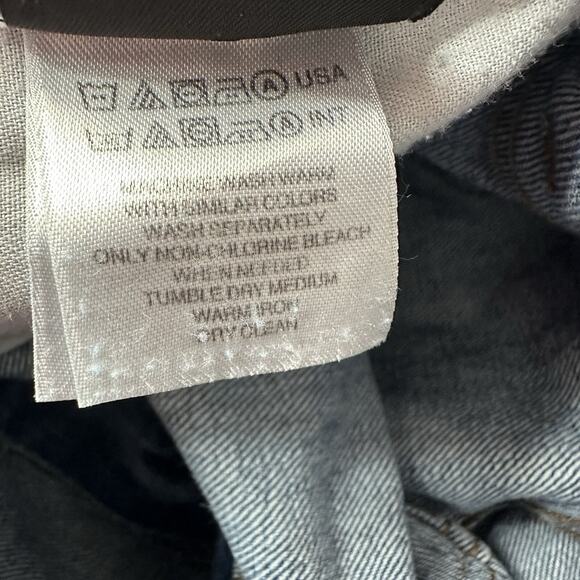 A USA
A INT
MACHINE WASH WARM
WITH SIMILAR COLORS
WASH SEPARATELY
ONLY NON-CHLORINE BLEACH
WHEN NEEDED
TUMBLE DRY MEDIUM
WARM IRON
DRY CLEAN